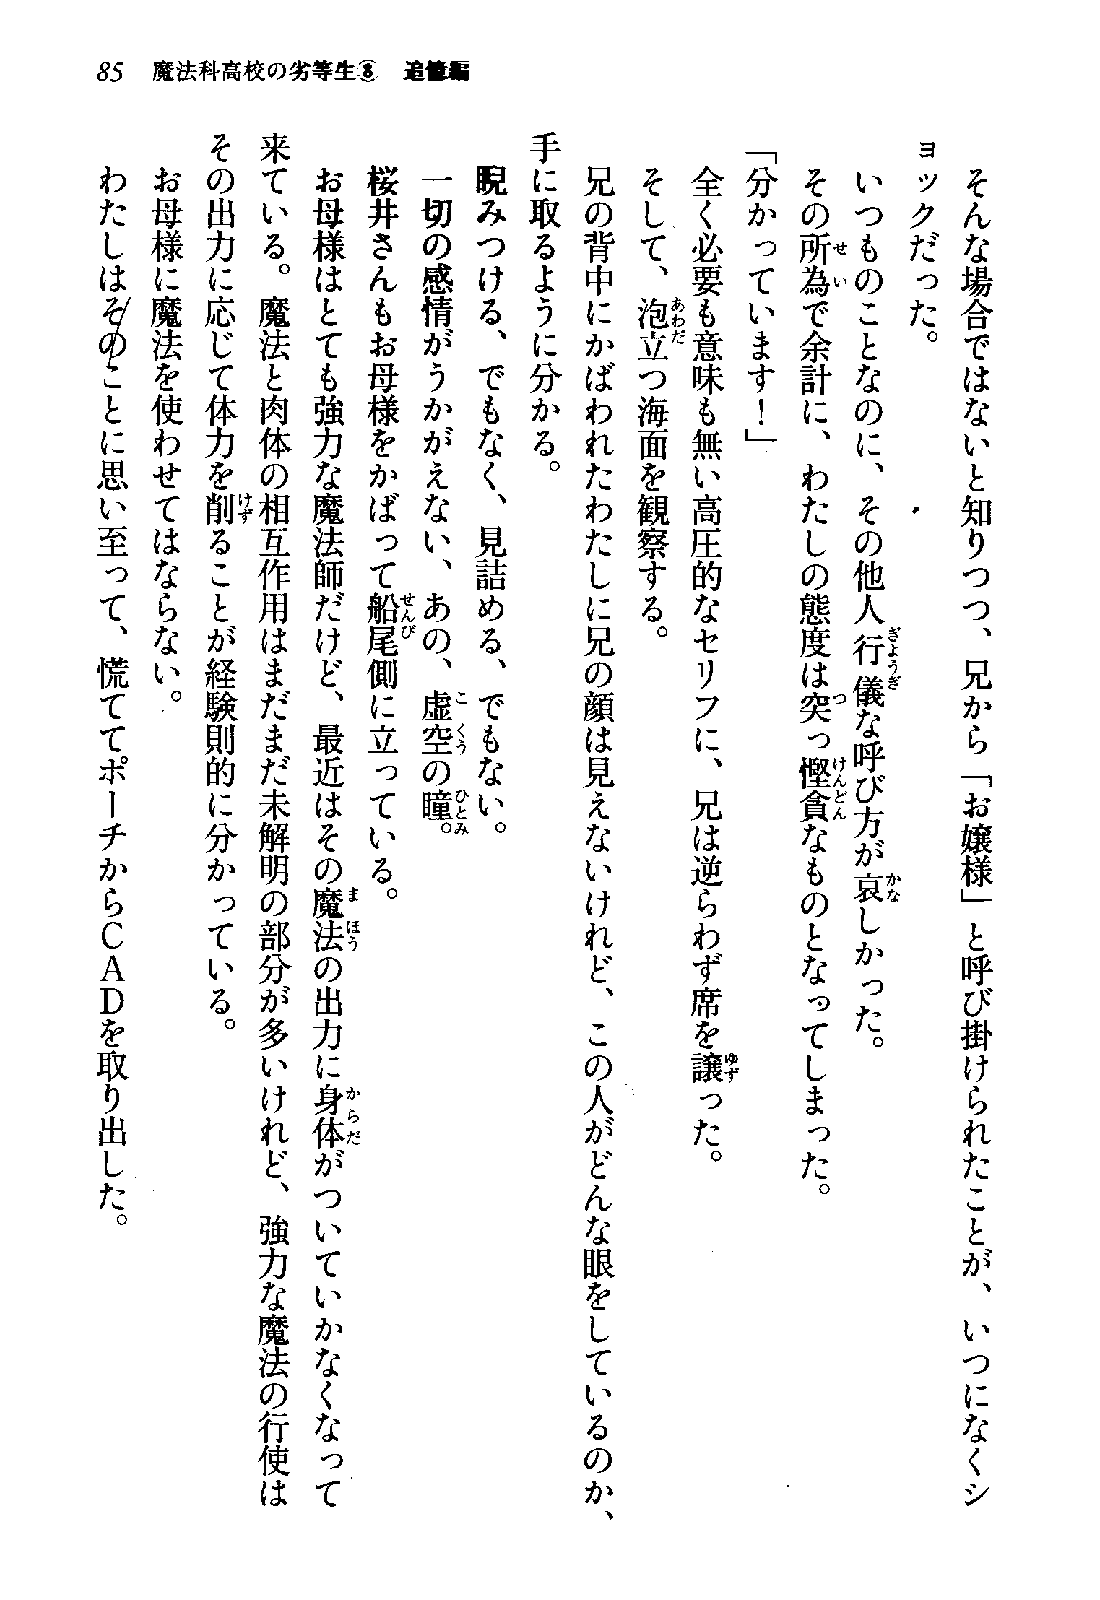 85 魔法科高校の劣等生⑧ 追憶編
そんな場合ではないと知りつつ、兄から「お嬢様」と呼び掛けられたことが、いつになくシ
ョックだった。
いつものことなのに、その他人行儀な呼び方が哀しかった。
その所為で余計に、わたしの態度は突っ慳貪なものとなってしまった。
「分かっています！」
全く必要も意味も無い高圧的なセリフに、兄は逆らわず席を譲った。
そして、泡立つ海面を観察する。
兄の背中にかばわれたわたしに兄の顔は見えないけれど、この人がどんな眼をしているのか、
手に取るように分かる。
睨みつける、でもなく、見詰める、でもない。
一切の感情がうかがえない、あの、虚空の瞳。
桜井さんもお母様をかばって船尾側に立っている。
お母様はとても強力な魔法師だけど、最近はその魔法の出力に身体がついていかなくなって
来ている。魔法と肉体の相互作用はまだまだ未解明の部分が多いけれど、強力な魔法の行使は
その出力に応じて体力を削ることが経験則的に分かっている。
お母様に魔法を使わせてはならない。
わたしはそのことに思い至って、慌ててポーチからＣＡＤを取り出した。